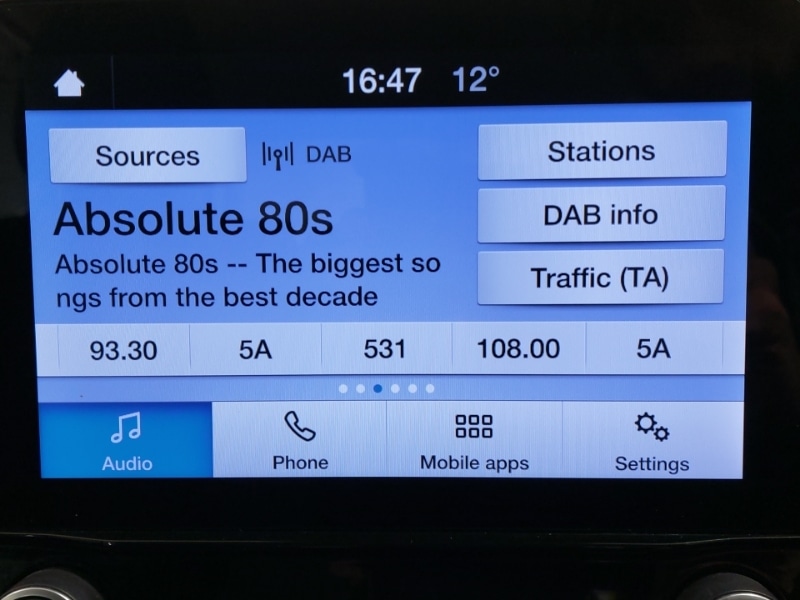 16:47 12°
Sources
DAB
Stations
Absolute 80s
DAB info
Absolute 80s -- The biggest so
ngs from the best decade
Traffic (TA)
93.30 5A 531 108.00 5A
Audio Phone Mobile apps Settings